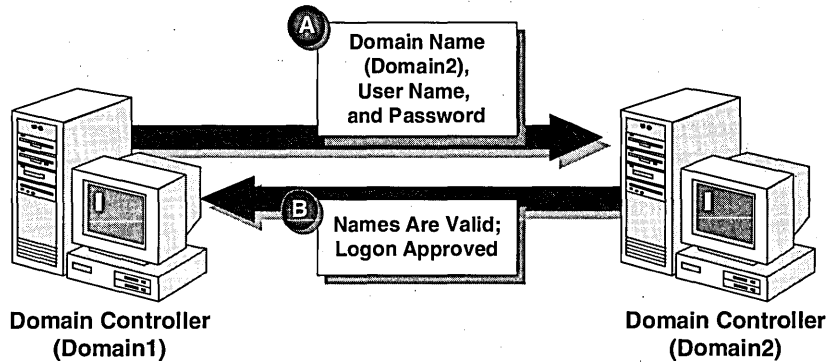 A
Domain Name
(Domain2),
User Name,
and Password
B
Names Are Valid;
Logon Approved
Domain Controller
(Domain1)
Domain Controller
(Domain2)